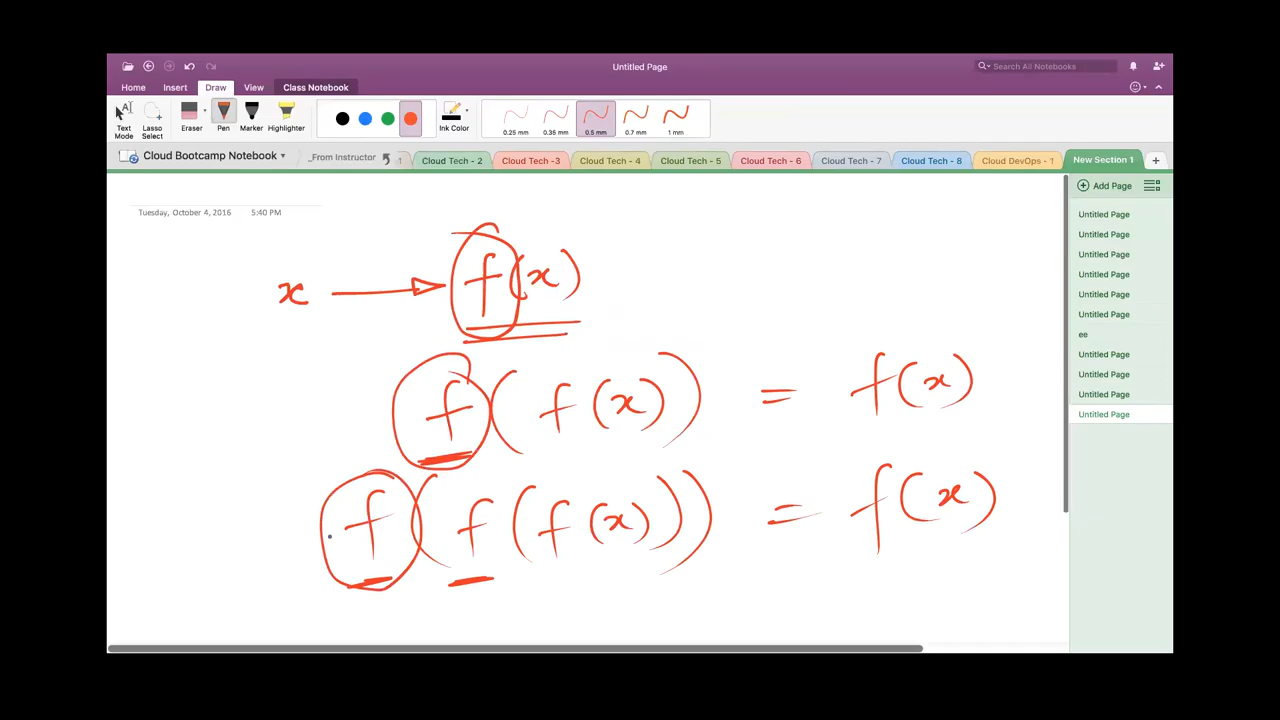 Untitled Page
Search All Notebooks
Home Insert Draw View Class Notebook
Text Mode
Lasso Select
Eraser
Pen
Marker
Highlighter
Ink Color
0.25 mm
0.35 mm
0.5 mm
0.7 mm
1 mm
Cloud Bootcamp Notebook
_From Instructor
1
Cloud Tech - 2
Cloud Tech -3
Cloud Tech - 4
Cloud Tech - 5
Cloud Tech - 6
Cloud Tech - 7
Cloud Tech - 8
Cloud DevOps - 1
New Section 1
Add Page
Tuesday, October 4, 2016 5:40 PM
x → f(x)
f(f(x)) = f(x)
f(f(f(x))) = f(x)
Untitled Page
Untitled Page
Untitled Page
Untitled Page
Untitled Page
Untitled Page
ee
Untitled Page
Untitled Page
Untitled Page
Untitled Page